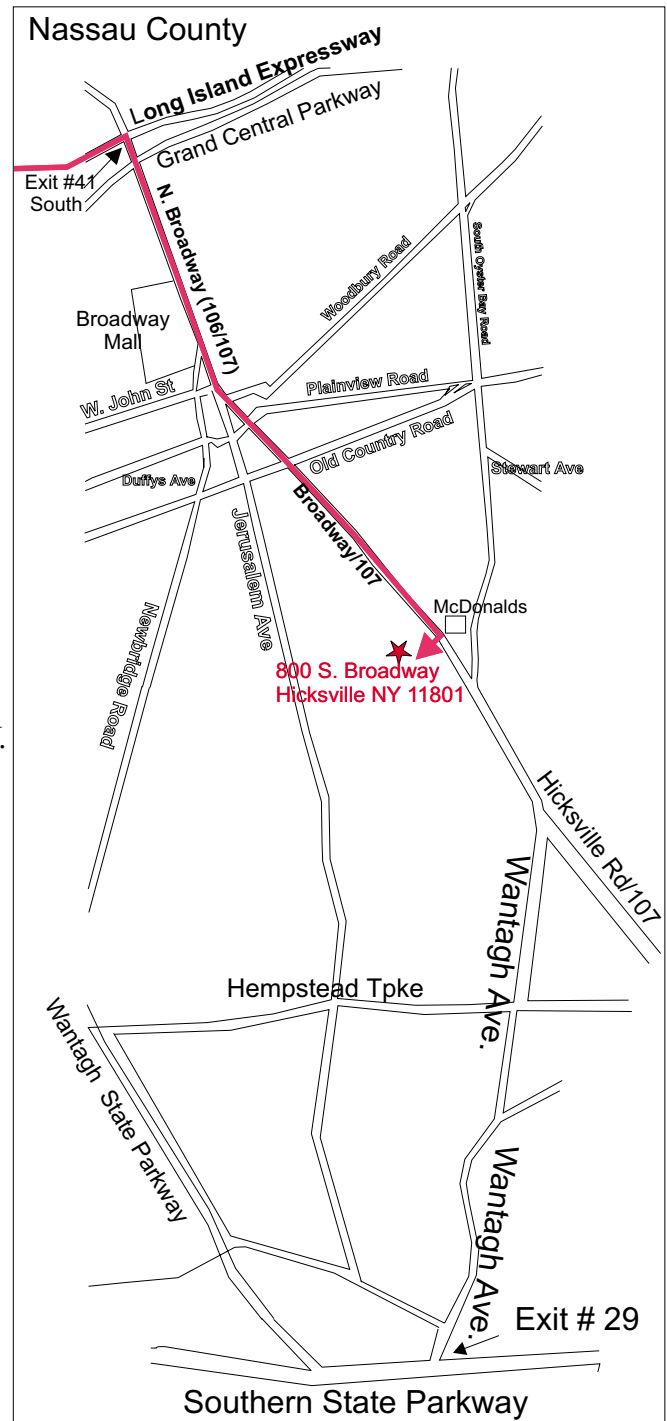 Nassau County
Long Island Expressway
Grand Central Parkway
Exit #41
South
N. Broadway (106/107)
Woodbury Road
South Oyster Bay Road
Broadway
Mall
W. John St
Plainview Road
Old Country Road
Duffys Ave
Stewart Ave
Broadway/107
Jerusalem Ave
Newbridge Road
McDonalds
800 S. Broadway
Hicksville NY 11801
.
Hicksville Rd/107
Wantagh Ave.
Hempstead Tpke
Wantagh State Parkway
Wantagh Ave.
Exit # 29
Southern State Parkway